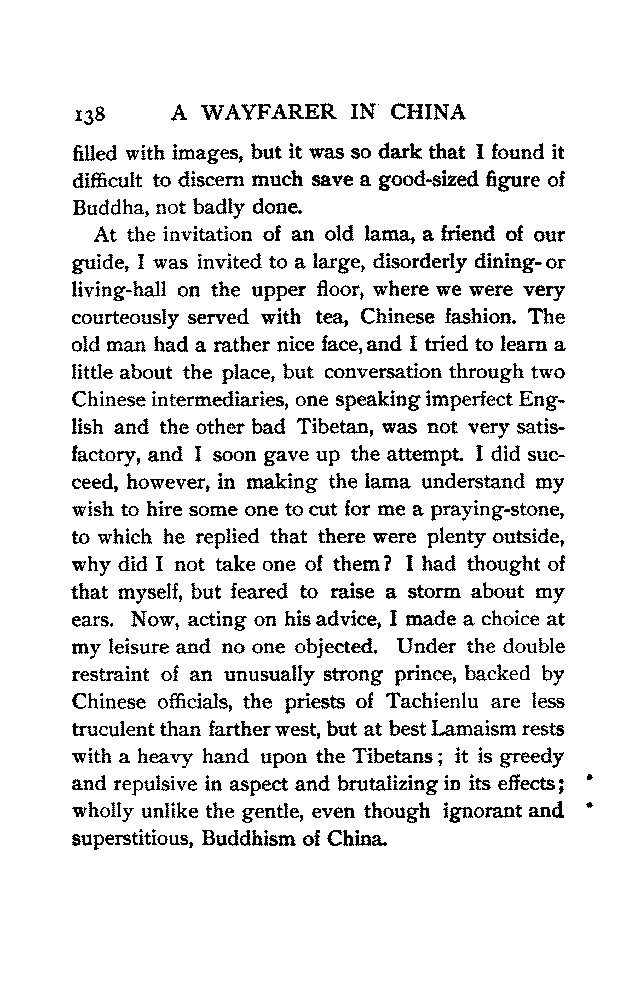 138 A WAYFARER IN CHINA
filled with images, but it was so dark that I found it
difficult to discern much save a good-sized figure of
Buddha, not badly done.
At the invitation of an old lama, a friend of our
guide, I was invited to a large, disorderly dining- or
living-hall on the upper floor, where we were very
courteously served with tea, Chinese fashion. The
old man had a rather nice face, and I tried to learn a
little about the place, but conversation through two
Chinese intermediaries, one speaking imperfect Eng-
lish and the other bad Tibetan, was not very satis-
factory, and I soon gave up the attempt. I did suc-
ceed, however, in making the lama understand my
wish to hire some one to cut for me a praying-stone,
to which he replied that there were plenty outside,
why did I not take one of them? I had thought of
that myself, but feared to raise a storm about my
ears. Now, acting on his advice, I made a choice at
my leisure and no one objected. Under the double
restraint of an unusually strong prince, backed by
Chinese officials, the priests of Tachienlu are less
truculent than farther west, but at best Lamaism rests
with a heavy hand upon the Tibetans; it is greedy
and repulsive in aspect and brutalizing in its effects;
wholly unlike the gentle, even though ignorant and
superstitious, Buddhism of China.